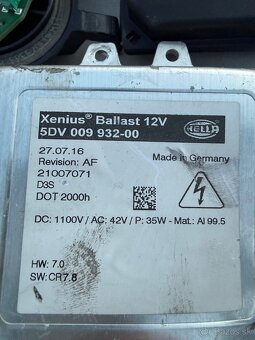 Xenius® Ballast 12V
5DV 009 932-00
HELLA
27.07.16
Made in Germany
Revision: AF
21007071
D3S
DOT 2000h
DC: 1100V / AC: 42V / P: 35W - Mat.: Al 99.5
HW: 7.0
SW: CR7.8